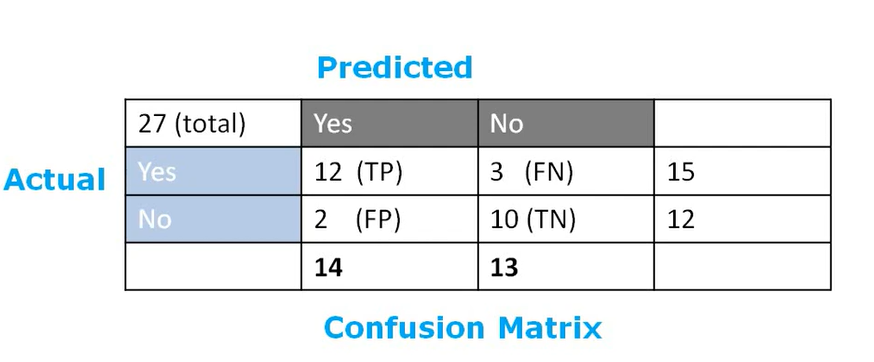 Predicted
27 (total) Yes No
Actual
Yes 12 (TP) 3 (FN) 15
No 2 (FP) 10 (TN) 12
14 13
Confusion Matrix